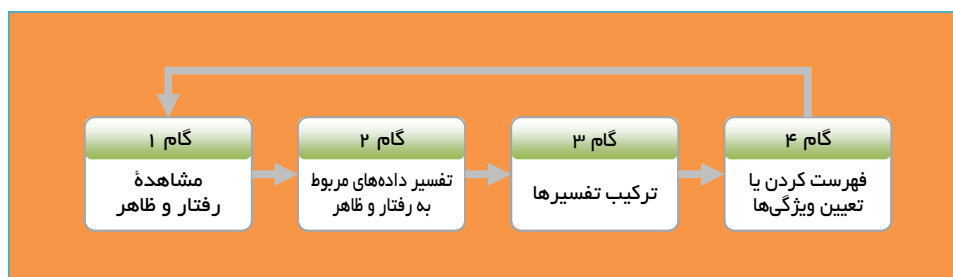 گام ۱
مشاهدۀ
رفتار و ظاهر
گام ۲
تفسیر داده‌های مربوط
به رفتار و ظاهر
گام ۳
ترکیب تفسیرها
گام ۴
فهرست کردن یا
تعیین ویژگی‌ها